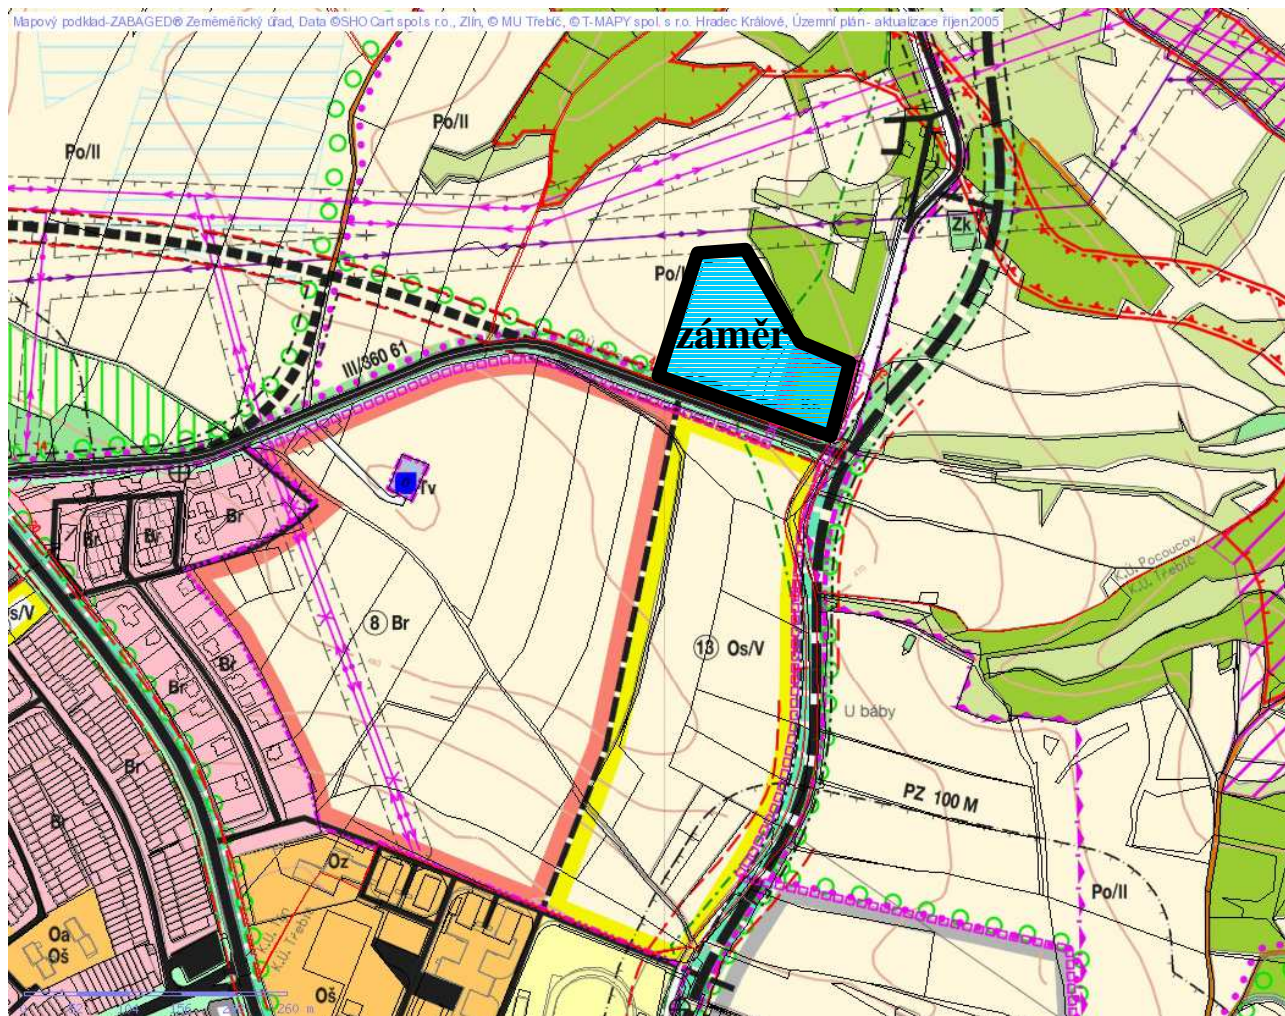 Mapový podklad-ZABAGED® Zeměměřický úřad, Data ©SHOCart spol.s r.o., Zlín, © MU Třebíč, © T-MAPY spol. s r.o. Hradec Králové, Územní plán - aktualizace říjen2005
Po/II
Po/II
Zk
Po/I
záměr
III/360 61
Tv
Br
Br
Br
s/V
8 Br
13 Os/V
K.Ú. Pocoucov
K.Ú. Třebíč
Br
Br
U báby
Br
PZ 100 M
Br
Oz
Po/II
Oa
Oš
K.Ú. Třebíč
Oš
260 m